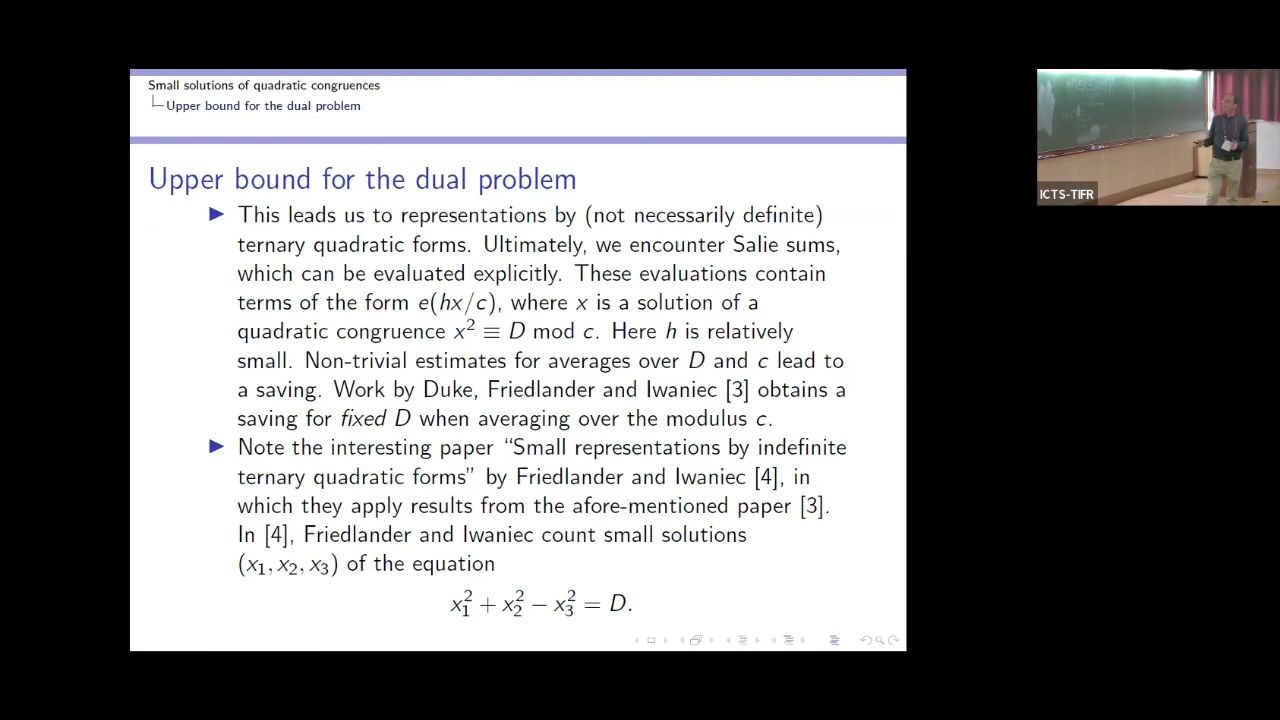 Small solutions of quadratic congruences
Upper bound for the dual problem
Upper bound for the dual problem
This leads us to representations by (not necessarily definite)
ternary quadratic forms. Ultimately, we encounter Salie sums,
which can be evaluated explicitly. These evaluations contain
terms of the form e(hx/c), where x is a solution of a
quadratic congruence x² ≡ D mod c. Here h is relatively
small. Non-trivial estimates for averages over D and c lead to
a saving. Work by Duke, Friedlander and Iwaniec [3] obtains a
saving for fixed D when averaging over the modulus c.
Note the interesting paper “Small representations by indefinite
ternary quadratic forms” by Friedlander and Iwaniec [4], in
which they apply results from the afore-mentioned paper [3].
In [4], Friedlander and Iwaniec count small solutions
(x₁, x₂, x₃) of the equation
x₁² + x₂² − x₃² = D.
ICTS-TIFR